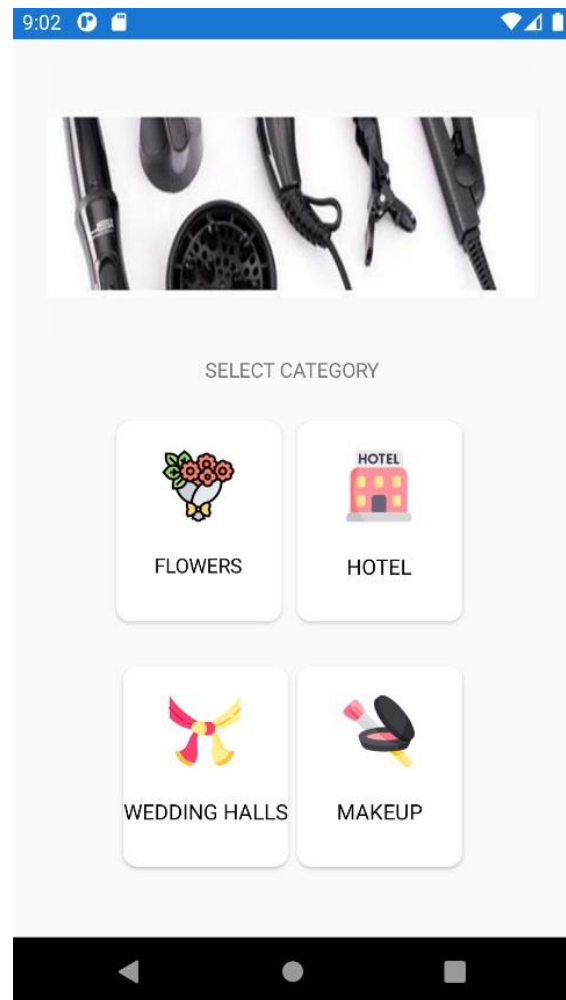 9:02
SELECT CATEGORY
HOTEL
FLOWERS
HOTEL
WEDDING HALLS
MAKEUP